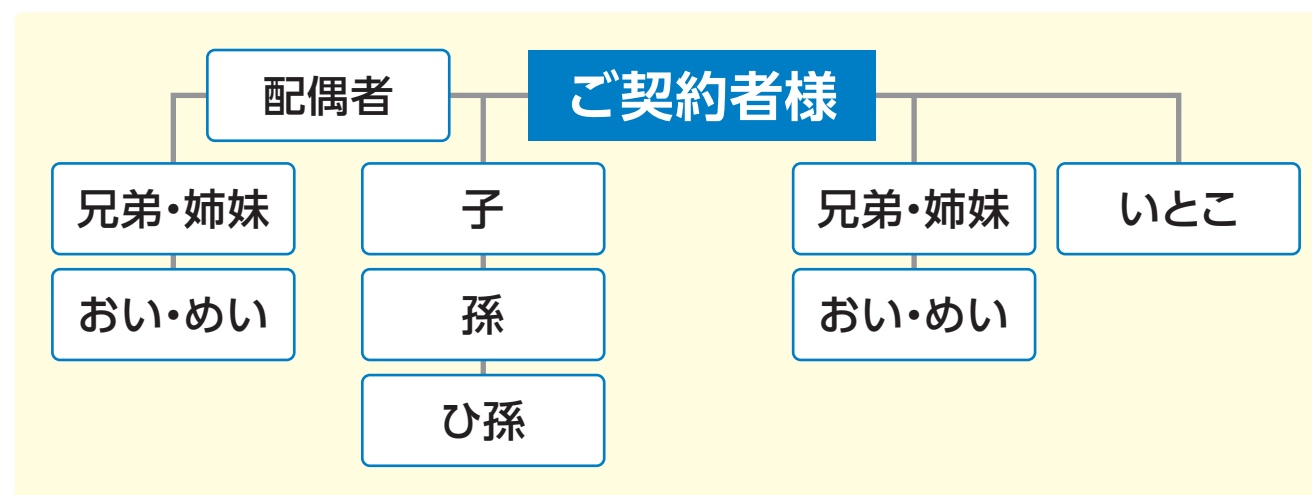 配偶者
ご契約者様
兄弟・姉妹
子
兄弟・姉妹
いとこ
おい・めい
孫
おい・めい
ひ孫